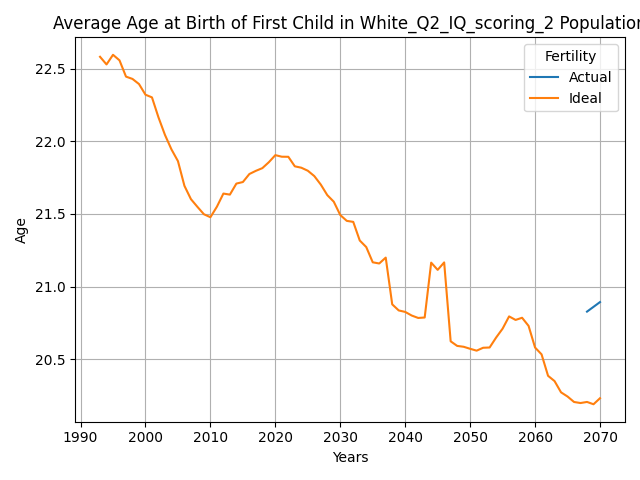 Average Age at Birth of First Child in White_Q2_IQ_scoring_2 Population
Fertility
Actual
Ideal
22.5
22.0
21.5
21.0
20.5
Age
1990 2000 2010 2020 2030 2040 2050 2060 2070
Years